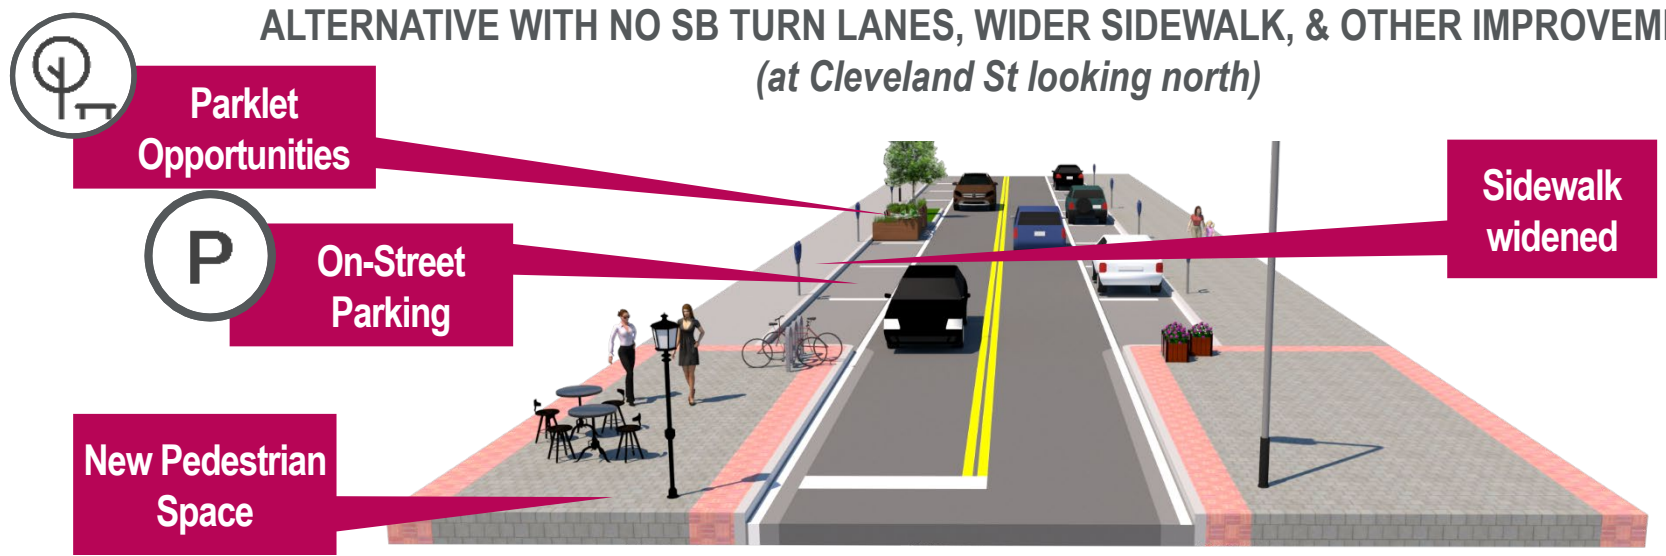 ALTERNATIVE WITH NO SB TURN LANES, WIDER SIDEWALK, & OTHER IMPROVEME
(at Cleveland St looking north)
Parklet
Opportunities
P
On-Street
Parking
Sidewalk
widened
New Pedestrian
Space